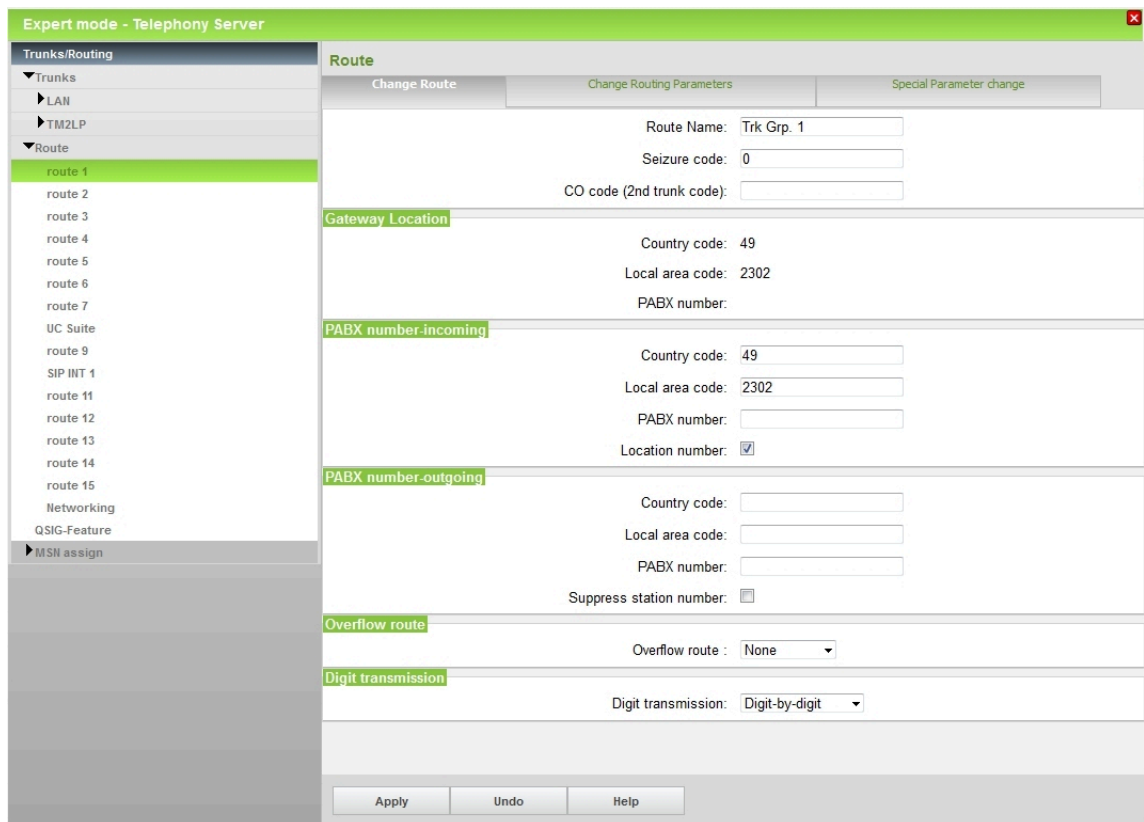 Expert mode - Telephony Server
Trunks/Routing
Trunks
LAN
TM2LP
Route
route 1
route 2
route 3
route 4
route 5
route 6
route 7
UC Suite
route 9
SIP INT 1
route 11
route 12
route 13
route 14
route 15
Networking
QSIG-Feature
MSN assign
Route
Change Route Change Routing Parameters Special Parameter change
Route Name: Trk Grp. 1
Seizure code: 0
CO code (2nd trunk code):
Gateway Location
Country code: 49
Local area code: 2302
PABX number:
PABX number-incoming
Country code: 49
Local area code: 2302
PABX number:
Location number:
PABX number-outgoing
Country code:
Local area code:
PABX number:
Suppress station number:
Overflow route
Overflow route : None
Digit transmission
Digit transmission: Digit-by-digit
Apply Undo Help